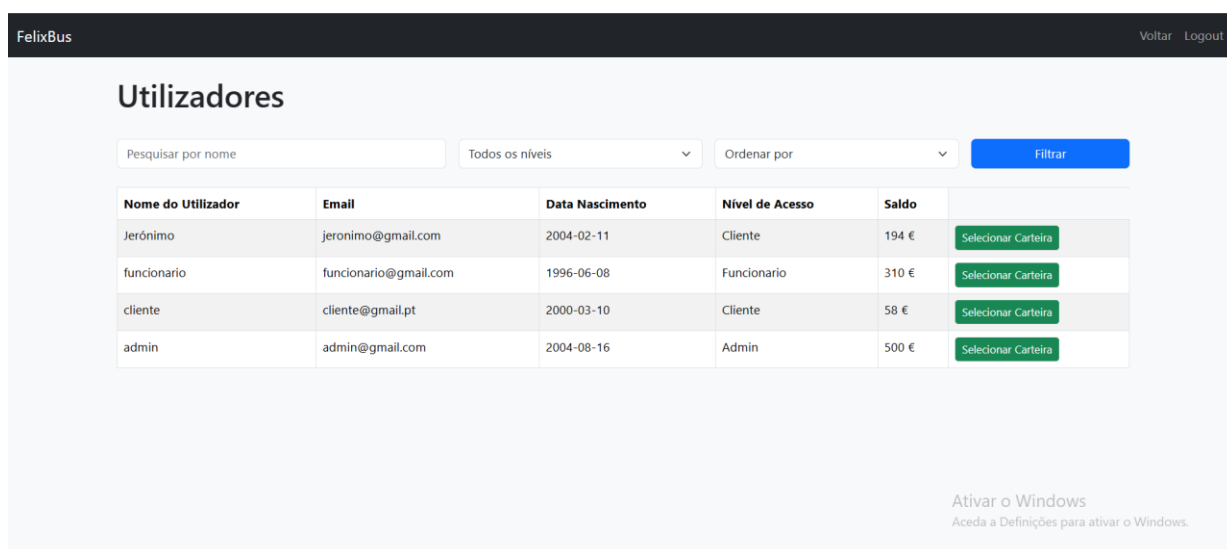 FelixBus Voltar Logout
Utilizadores
Pesquisar por nome Todos os níveis Ordenar por Filtrar
Nome do Utilizador Email Data Nascimento Nível de Acesso Saldo
Jerónimo jeronimo@gmail.com 2004-02-11 Cliente 194 € Selecionar Carteira
funcionario funcionario@gmail.com 1996-06-08 Funcionario 310 € Selecionar Carteira
cliente cliente@gmail.pt 2000-03-10 Cliente 58 € Selecionar Carteira
admin admin@gmail.com 2004-08-16 Admin 500 € Selecionar Carteira
Ativar o Windows
Aceda a Definições para ativar o Windows.